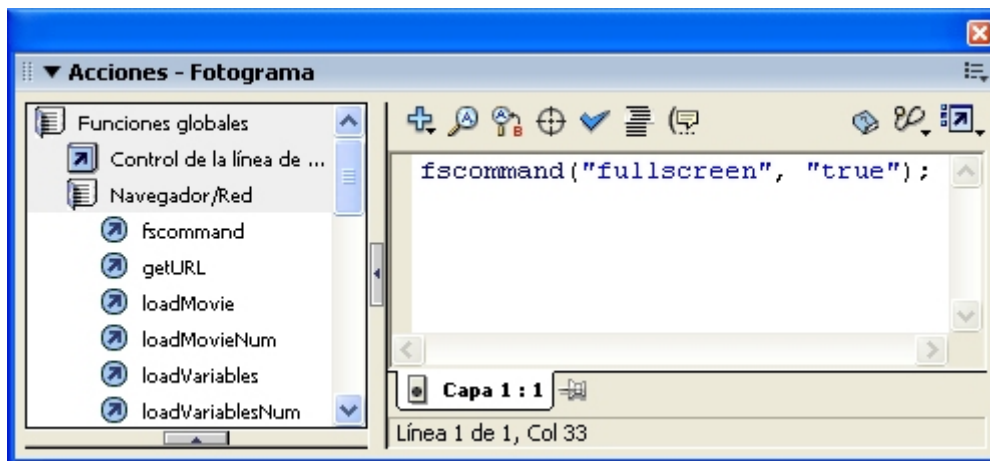 Acciones - Fotograma
Funciones globales
Control de la línea de ...
Navegador/Red
fscommand
getURL
loadMovie
loadMovieNum
loadVariables
loadVariablesNum
fscommand("fullscreen", "true");
Capa 1 : 1
Línea 1 de 1, Col 33